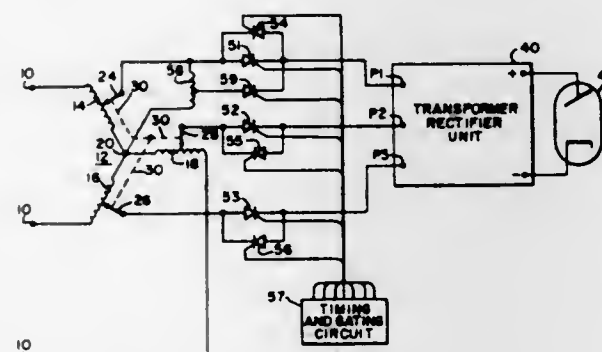 54
51
40
10
24
30
58
59
P1
+
14
52
TRANSFORMER
RECTIFIER
UNIT
P2
30
20
12
55
18
P3
16
30
53
-
26
10
56
57
TIMING
AND GATING
CIRCUIT
10